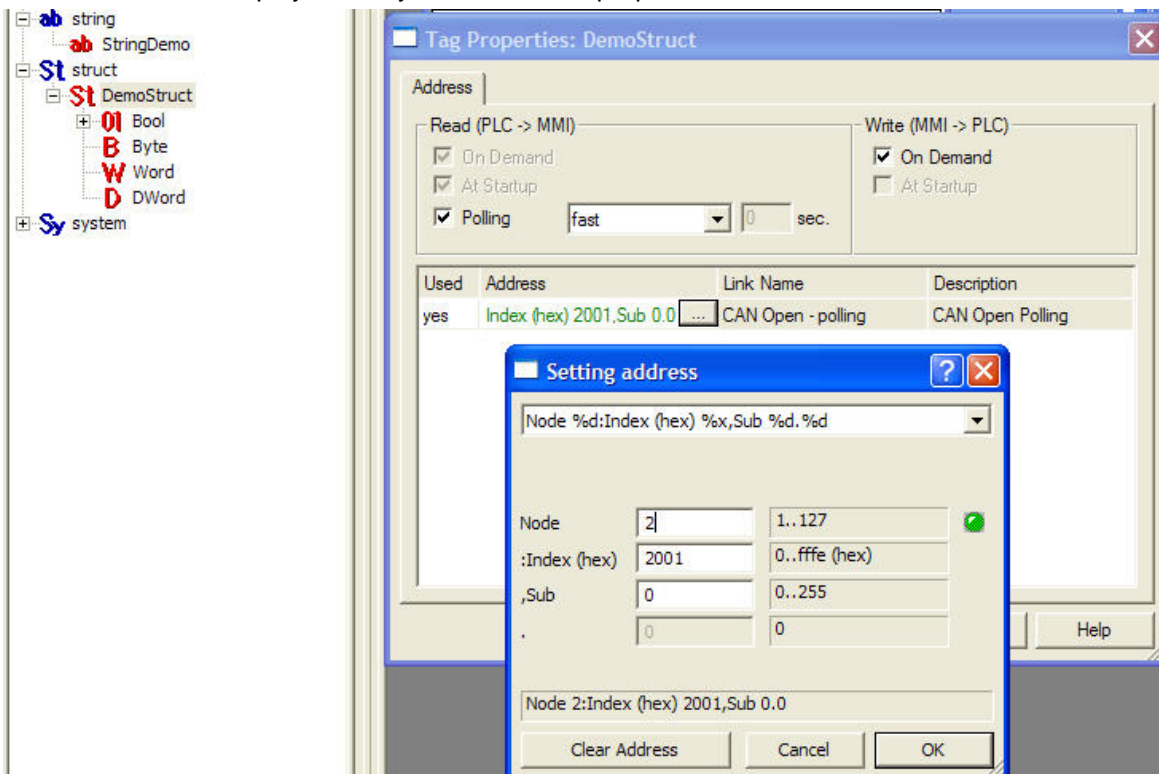 ab string
ab StringDemo
St struct
St DemoStruct
01 Bool
B Byte
W Word
D DWord
Sy system
Tag Properties: DemoStruct
Address
Read (PLC -> MMI)
On Demand
At Startup
Polling fast 0 sec.
Write (MMI -> PLC)
On Demand
At Startup
Used Address Link Name Description
yes Index (hex) 2001,Sub 0.0 ... CAN Open - polling CAN Open Polling
Setting address
Node %d:Index (hex) %x,Sub %d.%d
Node 2 1..127
:Index (hex) 2001 0..fffe (hex)
,Sub 0 0..255
. 0 0
Help
Node 2:Index (hex) 2001,Sub 0.0
Clear Address Cancel OK